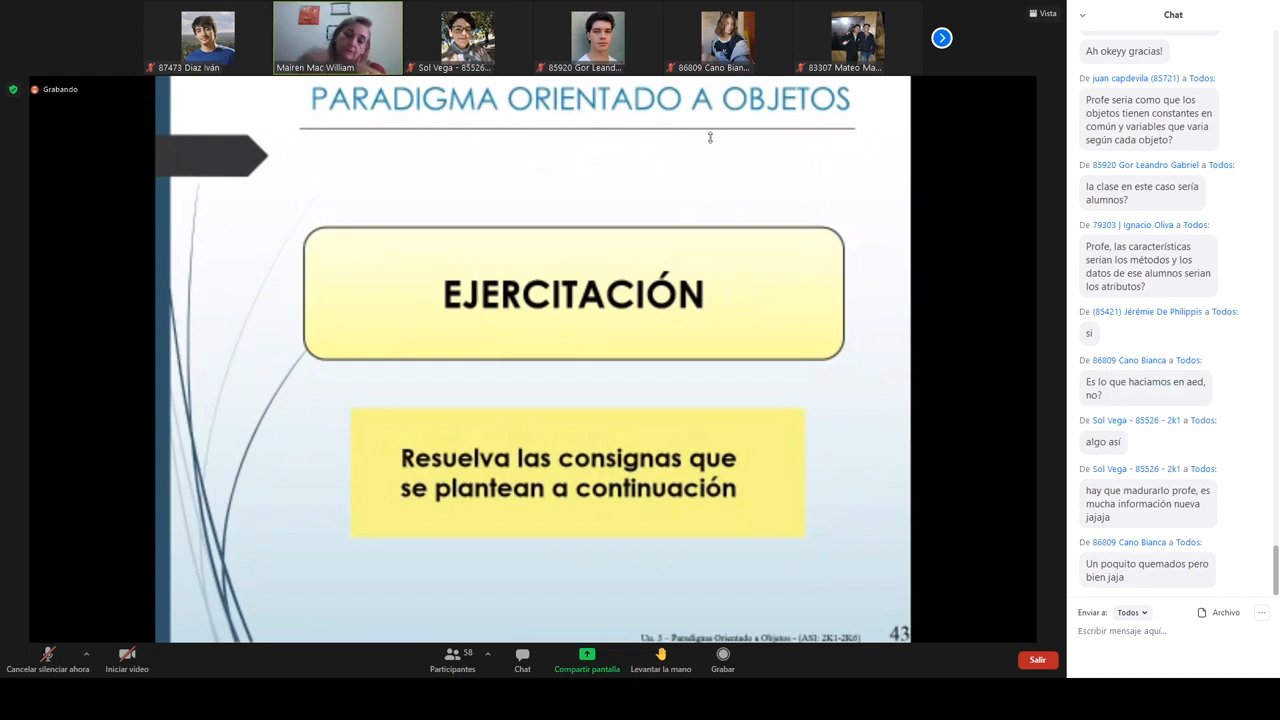 Vista
87473 Diaz Iván
Mairen Mac William
Sol Vega - 85526...
85920 Gor Leand...
86809 Cano Bian...
83307 Mateo Ma...
Grabando
PARADIGMA ORIENTADO A OBJETOS
EJERCITACIÓN
Resuelva las consignas que
se plantean a continuación
Un. 3 – Paradigma Orientado a Objetos - (ASI: 2K1-2K6)
43
Cancelar silenciar ahora
Iniciar video
58
Participantes
Chat
Compartir pantalla
Levantar la mano
Grabar
Salir
Chat
Ah okeyy gracias!
De juan capdevila (85721) a Todos:
Profe seria como que los
objetos tienen constantes en
común y variables que varia
según cada objeto?
De 85920 Gor Leandro Gabriel a Todos:
la clase en este caso sería
alumnos?
De 79303 | Ignacio Oliva a Todos:
Profe, las características
serian los métodos y los
datos de ese alumnos serian
los atributos?
De (85421) Jérémie De Philippis a Todos:
si
De 86809 Cano Bianca a Todos:
Es lo que haciamos en aed,
no?
De Sol Vega - 85526 - 2k1 a Todos:
algo así
De Sol Vega - 85526 - 2k1 a Todos:
hay que madurarlo profe, es
mucha información nueva
jajaja
De 86809 Cano Bianca a Todos:
Un poquito quemados pero
bien jaja
Enviar a: Todos
Archivo
Escribir mensaje aquí...